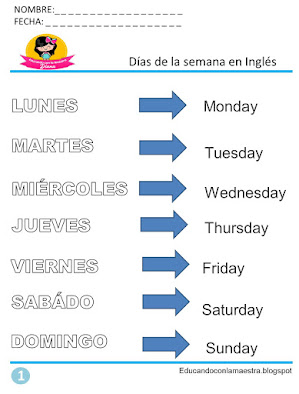 NOMBRE:_ _ _ _ _ _ _ _ _ _ _ _ _ _ _ _ _ _
FECHA: _ _ _ _ _ _ _ _ _ _ _ _ _ _ _ _ _ _ _
Diana
Días de la semana en Inglés
LUNES Monday
MARTES Tuesday
MIÉRCOLES Wednesday
JUEVES Thursday
VIERNES Friday
SABÁDO Saturday
DOMINGO Sunday
1 Educandoconlamaestra.blogspot